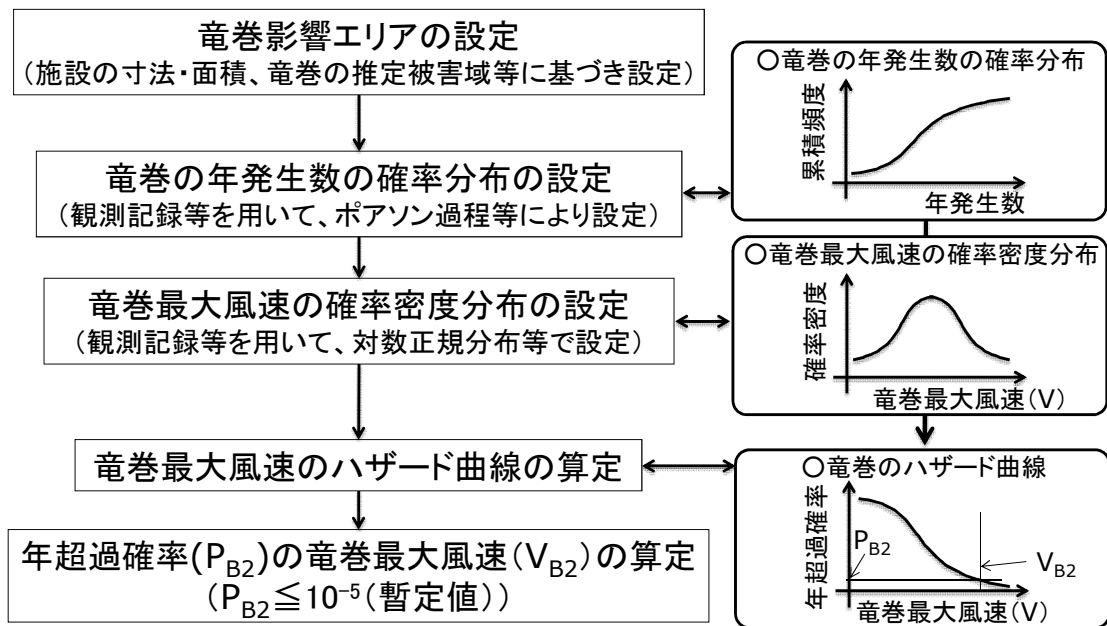 竜巻影響エリアの設定
（施設の寸法・面積、竜巻の推定被害域等に基づき設定）
竜巻の年発生数の確率分布の設定
（観測記録等を用いて、ポアソン過程等により設定）
竜巻最大風速の確率密度分布の設定
（観測記録等を用いて、対数正規分布等で設定）
竜巻最大風速のハザード曲線の算定
年超過確率(PB2)の竜巻最大風速（VB2）の算定
（PB2≦10-5（暫定値））
○竜巻の年発生数の確率分布
累積頻度
年発生数
○竜巻最大風速の確率密度分布
確率密度
竜巻最大風速（V）
○竜巻のハザード曲線
年超過確率
PB2
VB2
竜巻最大風速（V）